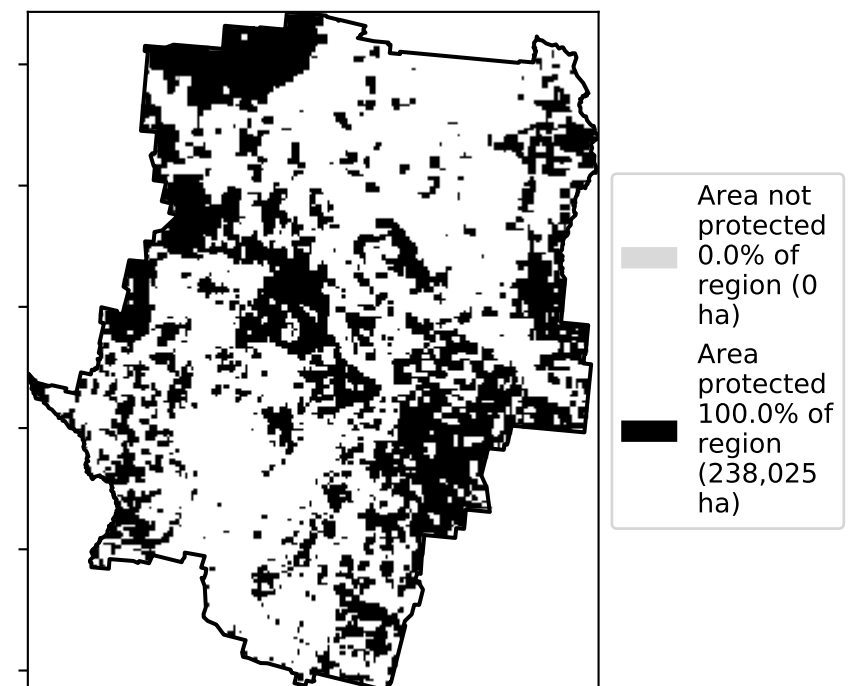 Area not
protected
0.0% of
region (0
ha)
Area
protected
100.0% of
region
(238,025
ha)